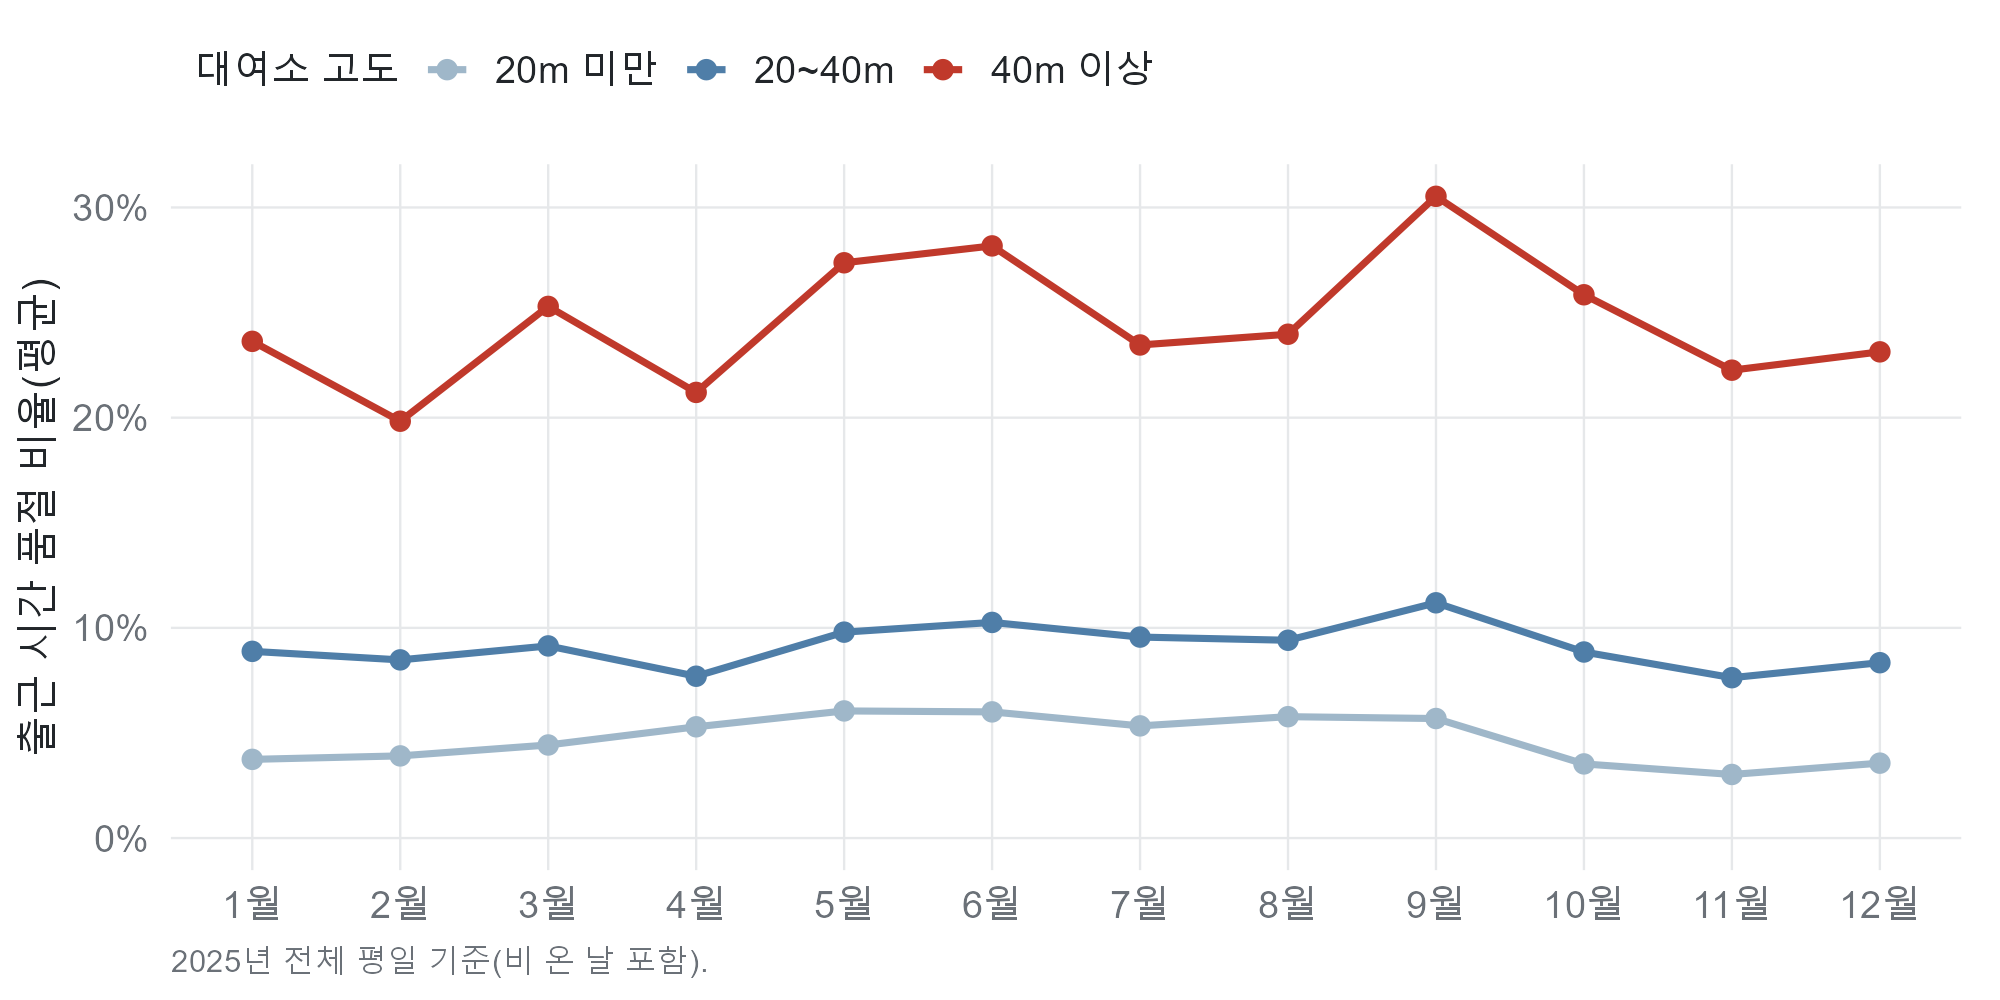 대여소 고도 20m 미만 20~40m 40m 이상
출근 시간 품절 비율(평균)
30%
20%
10%
0%
1월 2월 3월 4월 5월 6월 7월 8월 9월 10월 11월 12월
2025년 전체 평일 기준(비 온 날 포함).